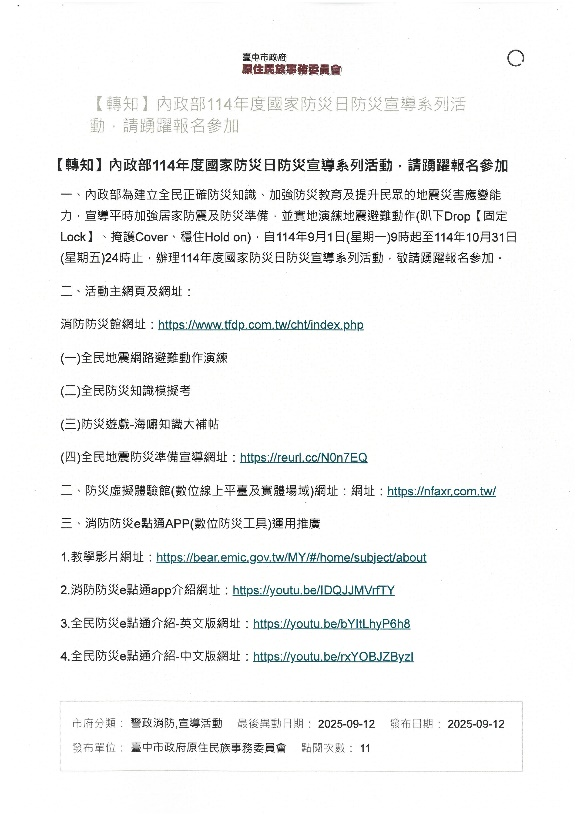 臺中市政府
原住民族事務委員會
【轉知】內政部114年度國家防災日防災宣導系列活
動，請踴躍報名參加
【轉知】內政部114年度國家防災日防災宣導系列活動，請踴躍報名參加
一、內政部為建立全民正確防災知識、加強防災教育及提升民眾的地震災害應變能
力，宣導平時加強居家防震及防災準備，並實地演練地震避難動作(趴下Drop【固定
Lock】、掩護Cover、穩住Hold on)，自114年9月1日(星期一)9時起至114年10月31日
(星期五)24時止，辦理114年度國家防災日防災宣導系列活動，敬請踴躍報名參加。
二、活動主網頁及網址：
消防防災館網址：https://www.tfdp.com.tw/cht/index.php
(一)全民地震網路避難動作演練
(二)全民防災知識模擬考
(三)防災遊戲-海嘯知識大補帖
(四)全民地震防災準備宣導網址：https://reurl.cc/N0n7EQ
二、防災虛擬體驗館(數位線上平臺及實體場域)網址：網址：https://nfaxr.com.tw/
三、消防防災e點通APP(數位防災工具)運用推廣
1.教學影片網址：https://bear.emic.gov.tw/MY/#/home/subject/about
2.消防防災e點通app介紹網址：https://youtu.be/IDQJJMVrfTY
3.全民防災e點通介紹-英文版網址：https://youtu.be/bYItLhyP6h8
4.全民防災e點通介紹-中文版網址：https://youtu.be/rxYOBJZByzI
市府分類： 警政消防,宣導活動 最後異動日期： 2025-09-12 發布日期： 2025-09-12
發布單位： 臺中市政府原住民族事務委員會 點閱次數： 11